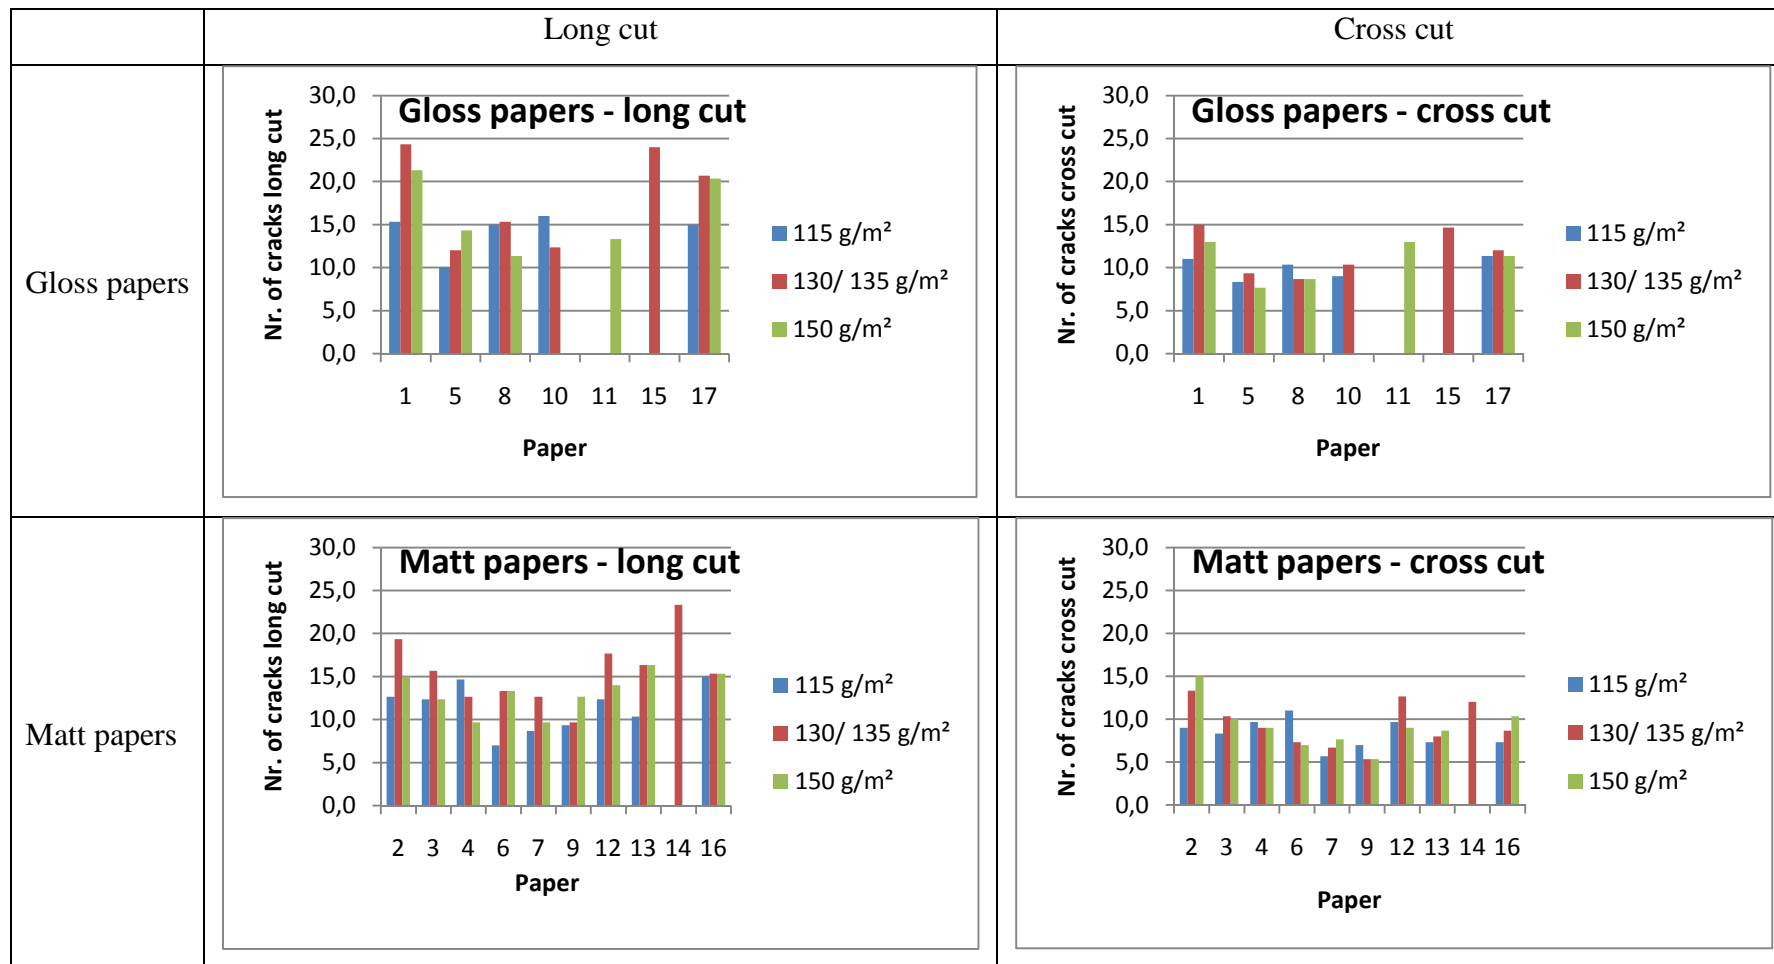 Long cut
Cross cut
Gloss papers
Gloss papers - long cut
Nr. of cracks long cut
30,0
25,0
20,0
15,0
10,0
5,0
0,0
1 5 8 10 11 15 17
Paper
115 g/m²
130/ 135 g/m²
150 g/m²
Gloss papers - cross cut
Nr. of cracks cross cut
30,0
25,0
20,0
15,0
10,0
5,0
0,0
1 5 8 10 11 15 17
Paper
115 g/m²
130/ 135 g/m²
150 g/m²
Matt papers
Matt papers - long cut
Nr. of cracks long cut
30,0
25,0
20,0
15,0
10,0
5,0
0,0
2 3 4 6 7 9 12 13 14 16
Paper
115 g/m²
130/ 135 g/m²
150 g/m²
Matt papers - cross cut
Nr. of cracks cross cut
30,0
25,0
20,0
15,0
10,0
5,0
0,0
2 3 4 6 7 9 12 13 14 16
Paper
115 g/m²
130/ 135 g/m²
150 g/m²